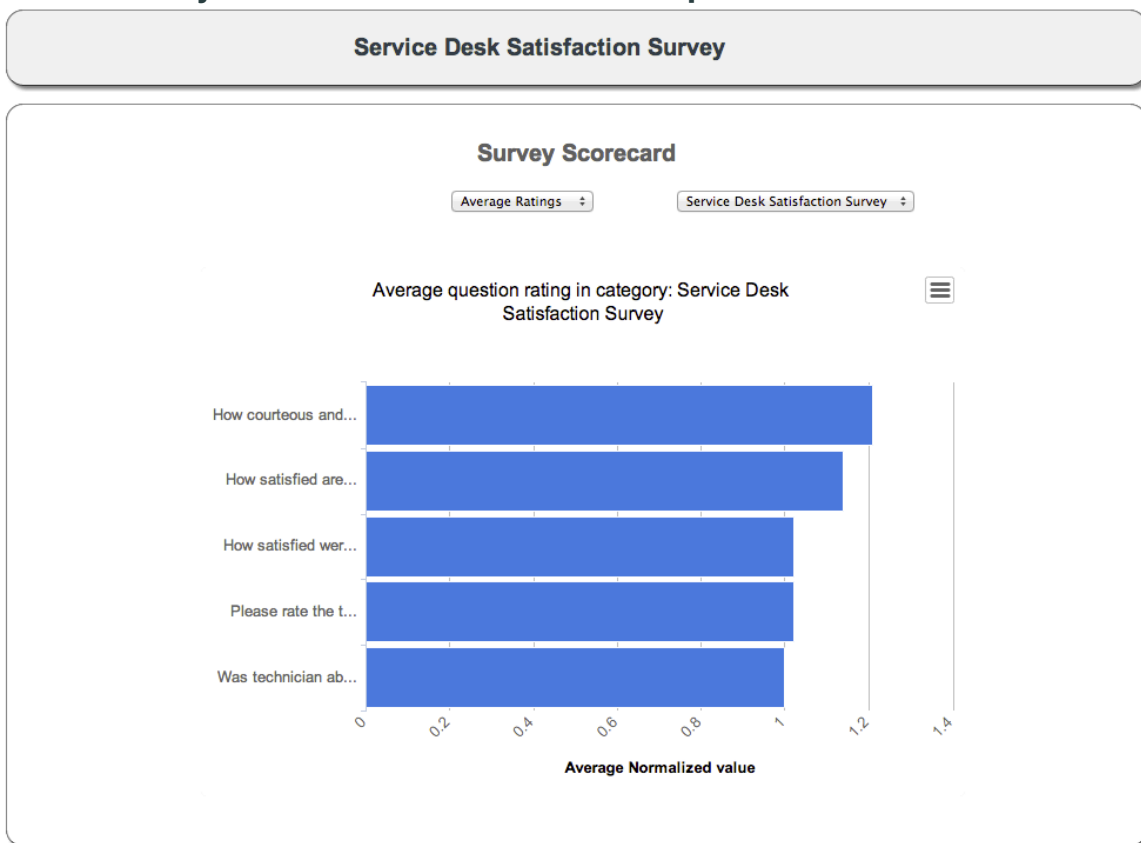 Service Desk Satisfaction Survey
Survey Scorecard
Average Ratings
Service Desk Satisfaction Survey
Average question rating in category: Service Desk
Satisfaction Survey
How courteous and...
How satisfied are...
How satisfied wer...
Please rate the t...
Was technician ab...
0 0.2 0.4 0.6 0.8 1 1.2 1.4
Average Normalized value